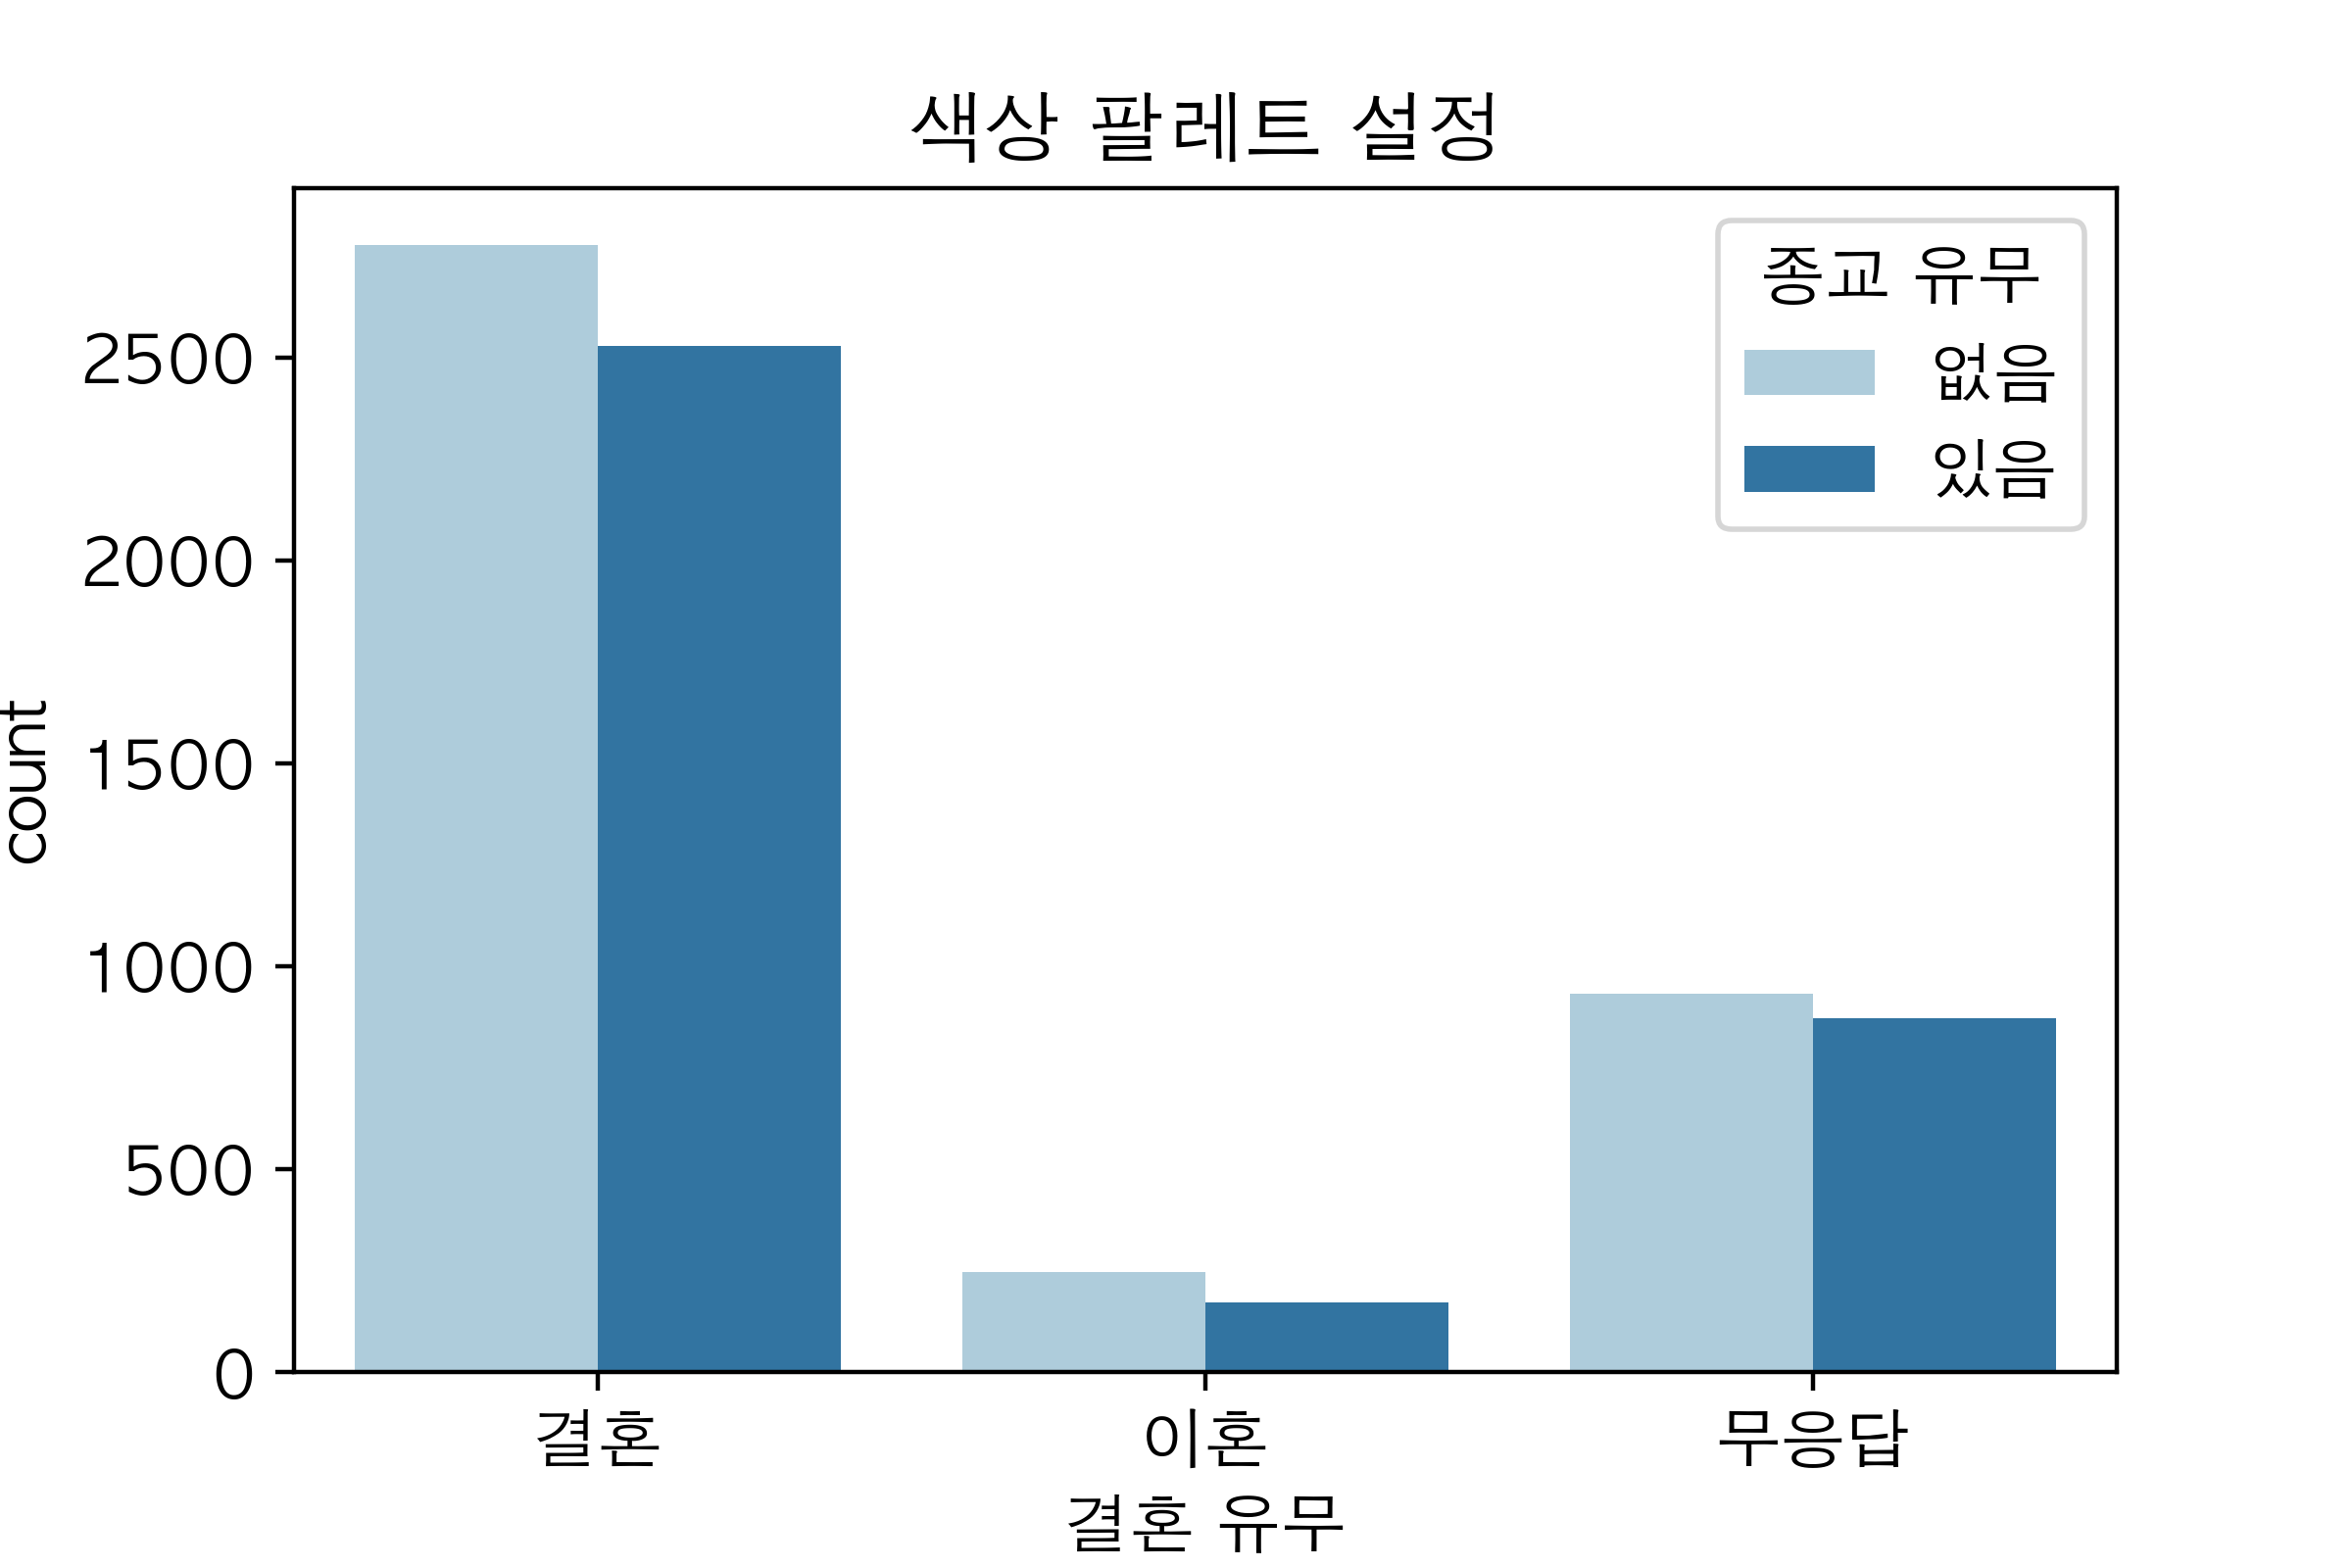 색상 팔레트 설정
종교 유무
없음
있음
count
2500
2000
1500
1000
500
0
결혼
이혼
무응답
결혼 유무